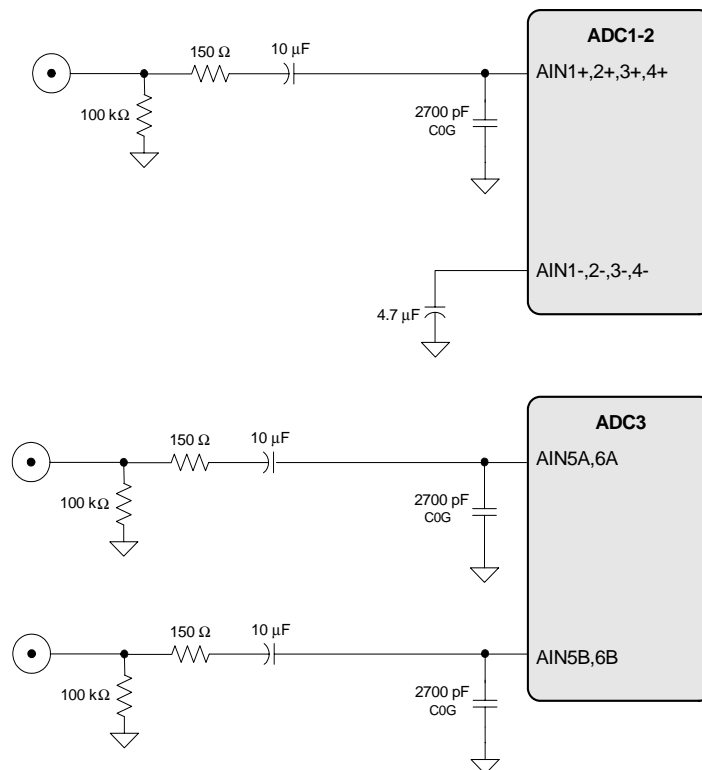 ADC1-2
150 Ω
10 µF
AIN1+,2+,3+,4+
100 kΩ
2700 pF
C0G
AIN1-,2-,3-,4-
4.7 µF
ADC3
150 Ω
10 µF
AIN5A,6A
100 kΩ
2700 pF
C0G
150 Ω
10 µF
AIN5B,6B
100 kΩ
2700 pF
C0G